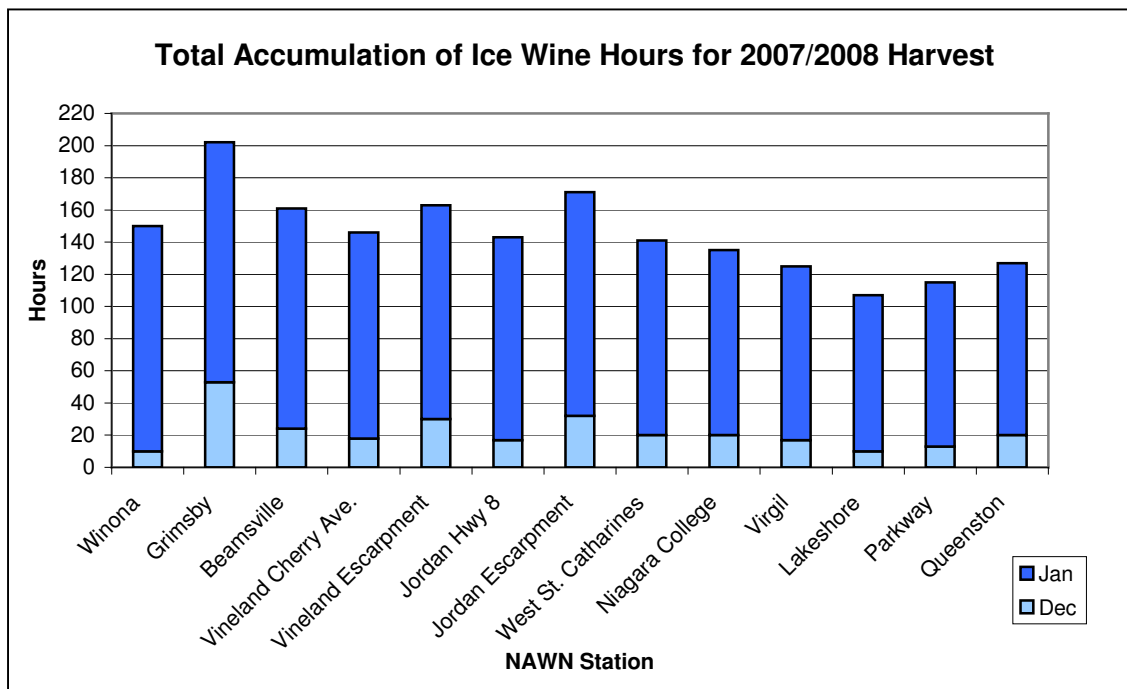 Total Accumulation of Ice Wine Hours for 2007/2008 Harvest
220
200
180
160
140
120
100
80
60
40
20
0
Hours
Winona
Grimsby
Beamsville
Vineland Cherry Ave.
Vineland Escarpment
Jordan Hwy 8
Jordan Escarpment
West St. Catharines
Niagara College
Virgil
Lakeshore
Parkway
Queenston
NAWN Station
Jan
Dec